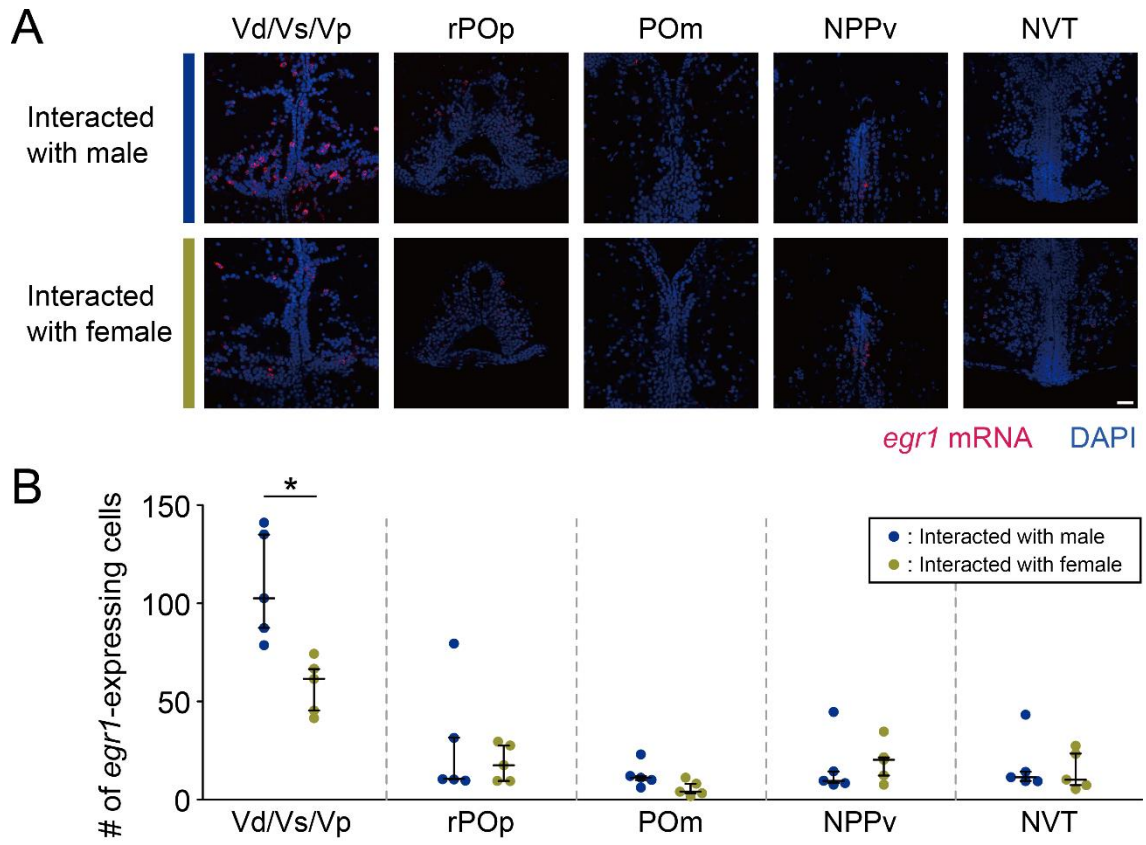 A
Vd/Vs/Vp rPOp POm NPPv NVT
Interacted
with male
Interacted
with female
egr1 mRNA DAPI
B
# of egr1-expressing cells
*
150
100
50
0
: Interacted with male
: Interacted with female
Vd/Vs/Vp rPOp POm NPPv NVT